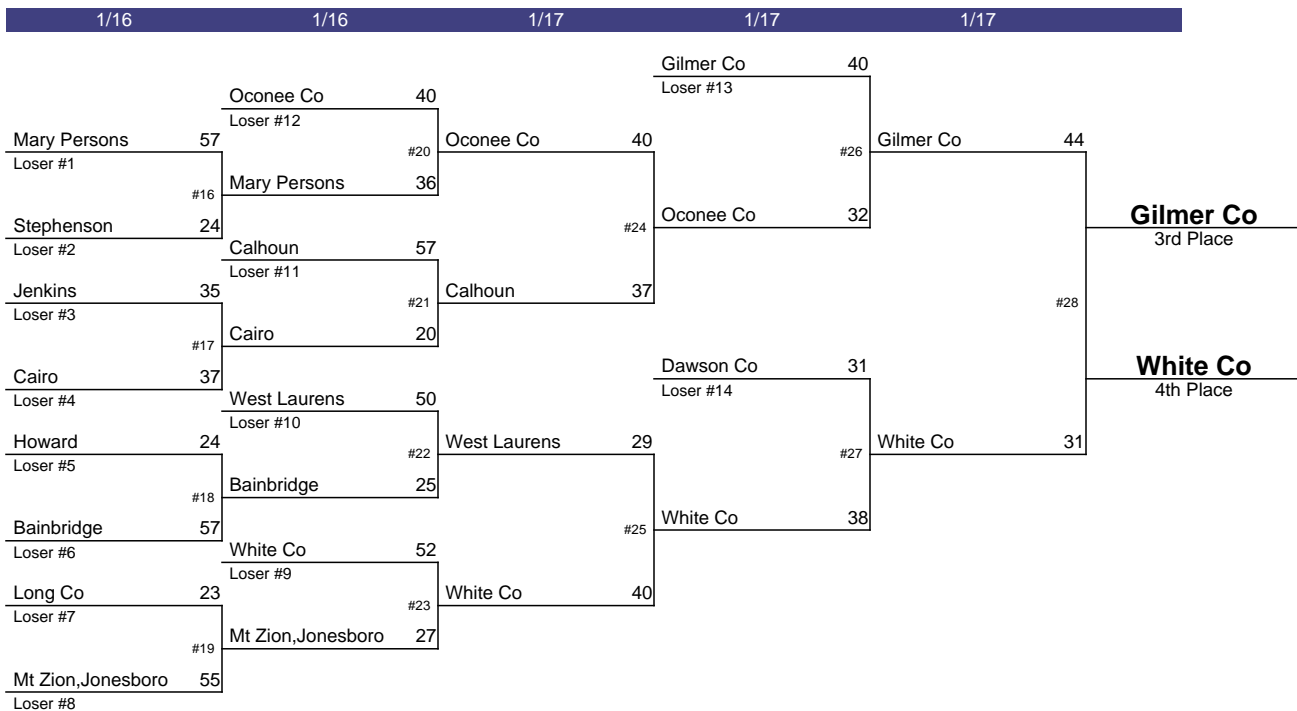 1/16 1/16 1/17 1/17 1/17
Mary Persons 57
Loser #1
#16
Stephenson 24
Loser #2
Jenkins 35
Loser #3
#17
Cairo 37
Loser #4
Howard 24
Loser #5
#18
Bainbridge 57
Loser #6
Long Co 23
Loser #7
#19
Mt Zion,Jonesboro 55
Loser #8
Oconee Co 40
Loser #12
#20
Mary Persons 36
Calhoun 57
Loser #11
#21
Cairo 20
West Laurens 50
Loser #10
#22
Bainbridge 25
White Co 52
Loser #9
#23
Mt Zion,Jonesboro 27
Oconee Co 40
#24
Calhoun 37
West Laurens 29
#25
White Co 40
Gilmer Co 40
Loser #13
#26
Oconee Co 32
Dawson Co 31
Loser #14
#27
White Co 38
Gilmer Co 44
#28
White Co 31
Gilmer Co
3rd Place
White Co
4th Place